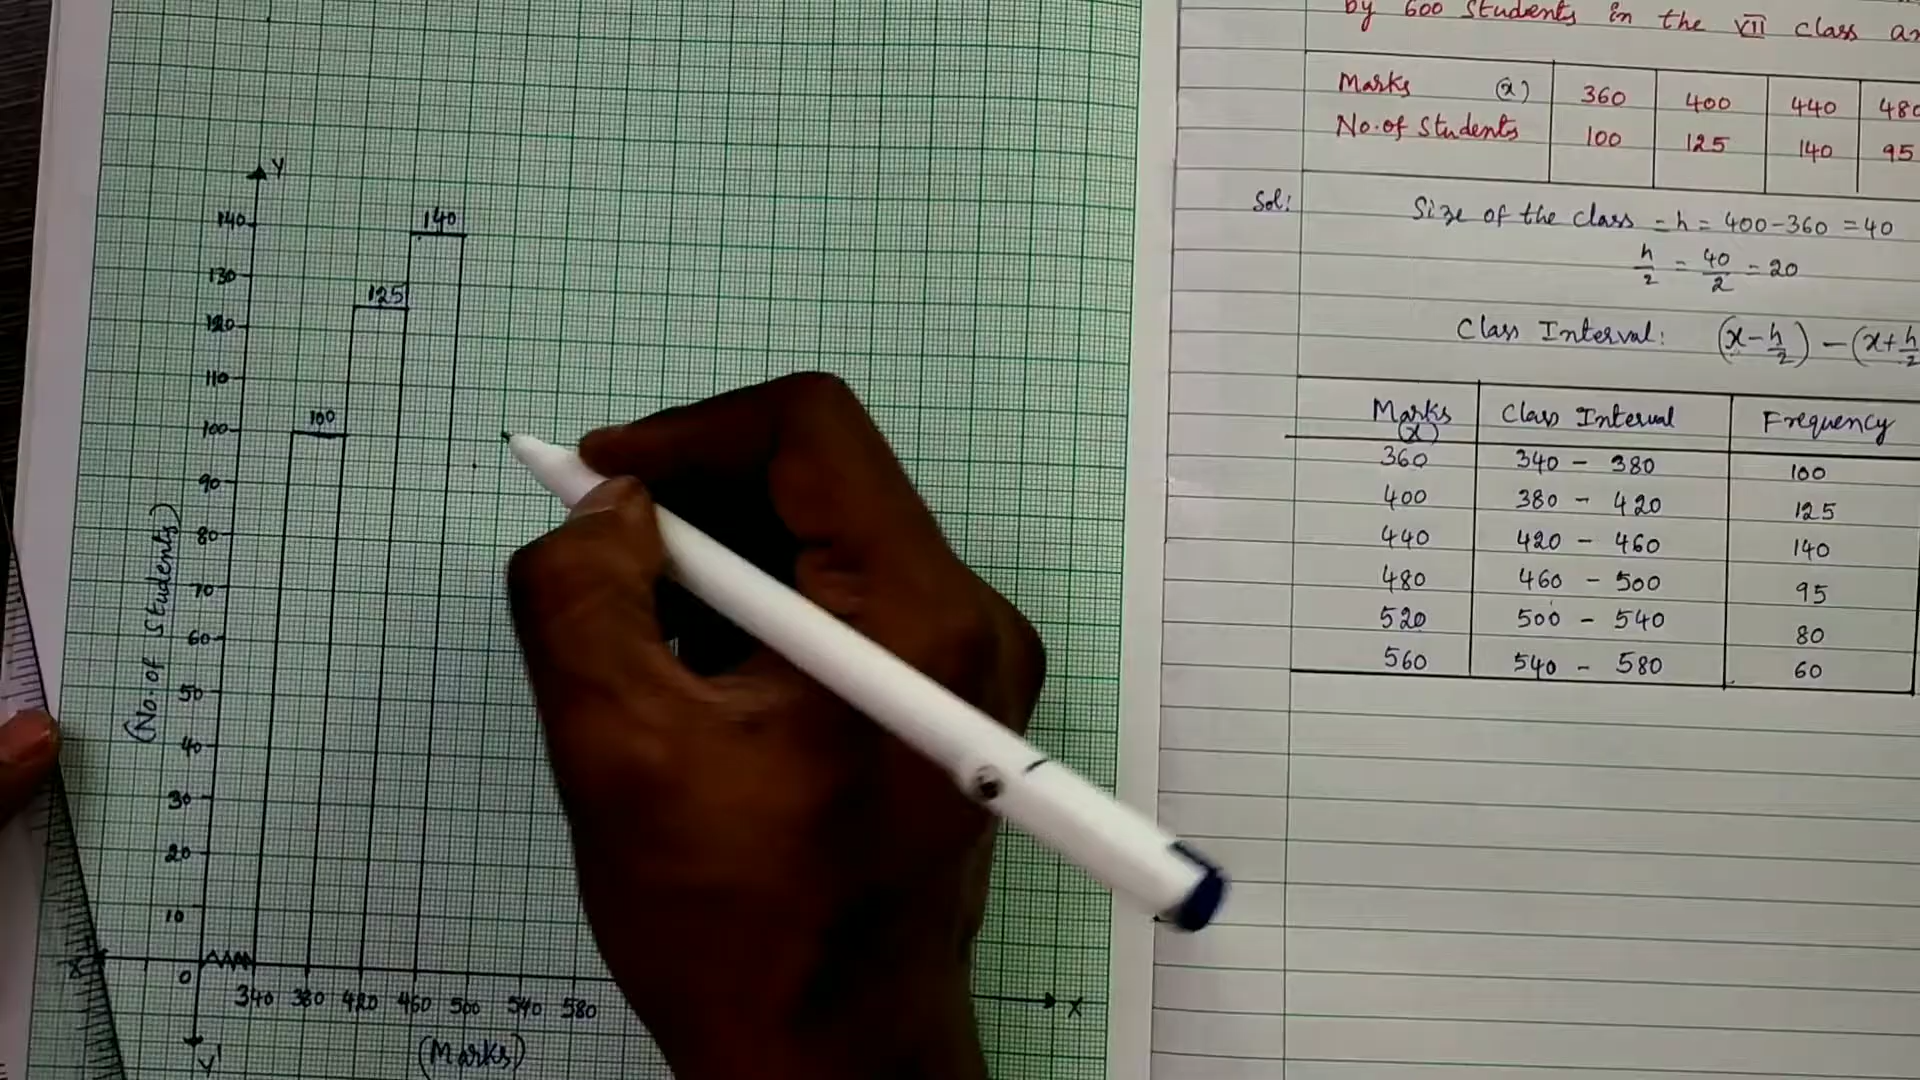 Y
140
130
120
110
100
90
80
70
60
50
40
30
20
10
0
140
125
100
(No. of Students)
X'
340 380 420 460 500 540 580
X
(Marks)
Y'
by 600 Students in the VII class
Marks (x) 360 400 440 480
No. of Students 100 125 140 95
Sol: Size of the class = h = 400-360 = 40
h/2 = 40/2 = 20
Class Interval: (x-h/2) - (x+h/2
Marks (x) Class Interval Frequency
360 340 - 380 100
400 380 - 420 125
440 420 - 460 140
480 460 - 500 95
520 500 - 540 80
560 540 - 580 60